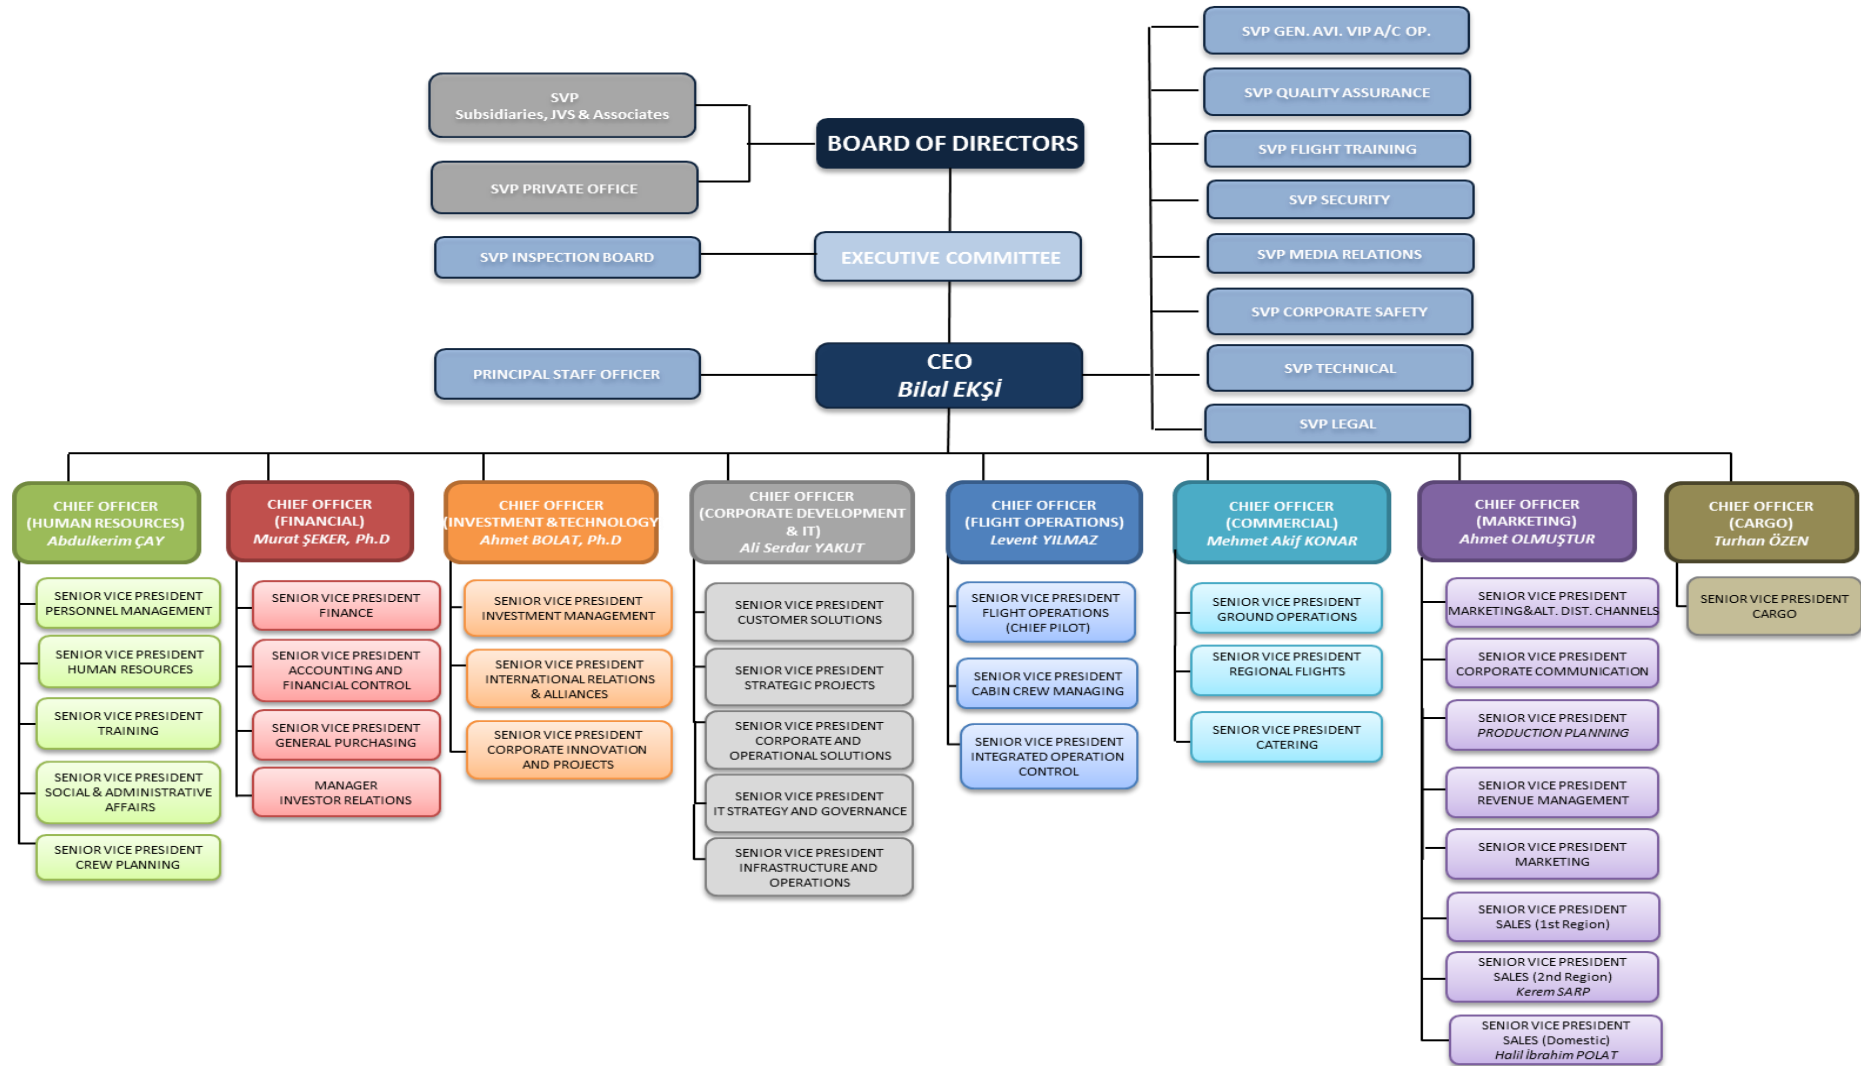 SVP GEN. AVI. VIP A/C OP.
SVP QUALITY ASSURANCE
SVP FLIGHT TRAINING
SVP SECURITY
SVP MEDIA RELATIONS
SVP CORPORATE SAFETY
SVP TECHNICAL
SVP LEGAL
SVP
Subsidiaries, JVS & Associates
SVP PRIVATE OFFICE
BOARD OF DIRECTORS
SVP INSPECTION BOARD
EXECUTIVE COMMITTEE
PRINCIPAL STAFF OFFICER
CEO
Bilal EKŞİ
CHIEF OFFICER
(HUMAN RESOURCES)
Abdulkerim ÇAY
SENIOR VICE PRESIDENT
PERSONNEL MANAGEMENT
SENIOR VICE PRESIDENT
HUMAN RESOURCES
SENIOR VICE PRESIDENT
TRAINING
SENIOR VICE PRESIDENT
SOCIAL & ADMINISTRATIVE
AFFAIRS
SENIOR VICE PRESIDENT
CREW PLANNING
CHIEF OFFICER
(FINANCIAL)
Murat ŞEKER, Ph.D
SENIOR VICE PRESIDENT
FINANCE
SENIOR VICE PRESIDENT
ACCOUNTING AND
FINANCIAL CONTROL
SENIOR VICE PRESIDENT
GENERAL PURCHASING
MANAGER
INVESTOR RELATIONS
CHIEF OFFICER
(INVESTMENT &TECHNOLOGY
Ahmet BOLAT, Ph.D
SENIOR VICE PRESIDENT
INVESTMENT MANAGEMENT
SENIOR VICE PRESIDENT
INTERNATIONAL RELATIONS
& ALLIANCES
SENIOR VICE PRESIDENT
CORPORATE INNOVATION
AND PROJECTS
CHIEF OFFICER
(CORPORATE DEVELOPMENT
& IT)
Ali Serdar YAKUT
SENIOR VICE PRESIDENT
CUSTOMER SOLUTIONS
SENIOR VICE PRESIDENT
STRATEGIC PROJECTS
SENIOR VICE PRESIDENT
CORPORATE AND
OPERATIONAL SOLUTIONS
SENIOR VICE PRESIDENT
IT STRATEGY AND GOVERNANCE
SENIOR VICE PRESIDENT
INFRASTRUCTURE AND
OPERATIONS
CHIEF OFFICER
(FLIGHT OPERATIONS)
Levent YILMAZ
SENIOR VICE PRESIDENT
FLIGHT OPERATIONS
(CHIEF PILOT)
SENIOR VICE PRESIDENT
CABIN CREW MANAGING
SENIOR VICE PRESIDENT
INTEGRATED OPERATION
CONTROL
CHIEF OFFICER
(COMMERCIAL)
Mehmet Akif KONAR
SENIOR VICE PRESIDENT
GROUND OPERATIONS
SENIOR VICE PRESIDENT
REGIONAL FLIGHTS
SENIOR VICE PRESIDENT
CATERING
CHIEF OFFICER
(MARKETING)
Ahmet OLMUŞTUR
SENIOR VICE PRESIDENT
MARKETING&ALT. DIST. CHANNELS
SENIOR VICE PRESIDENT
CORPORATE COMMUNICATION
SENIOR VICE PRESIDENT
PRODUCTION PLANNING
SENIOR VICE PRESIDENT
REVENUE MANAGEMENT
SENIOR VICE PRESIDENT
MARKETING
SENIOR VICE PRESIDENT
SALES (1st Region)
SENIOR VICE PRESIDENT
SALES (2nd Region)
Kerem SARP
SENIOR VICE PRESIDENT
SALES (Domestic)
Halil İbrahim POLAT
CHIEF OFFICER
(CARGO)
Turhan ÖZEN
SENIOR VICE PRESIDENT
CARGO